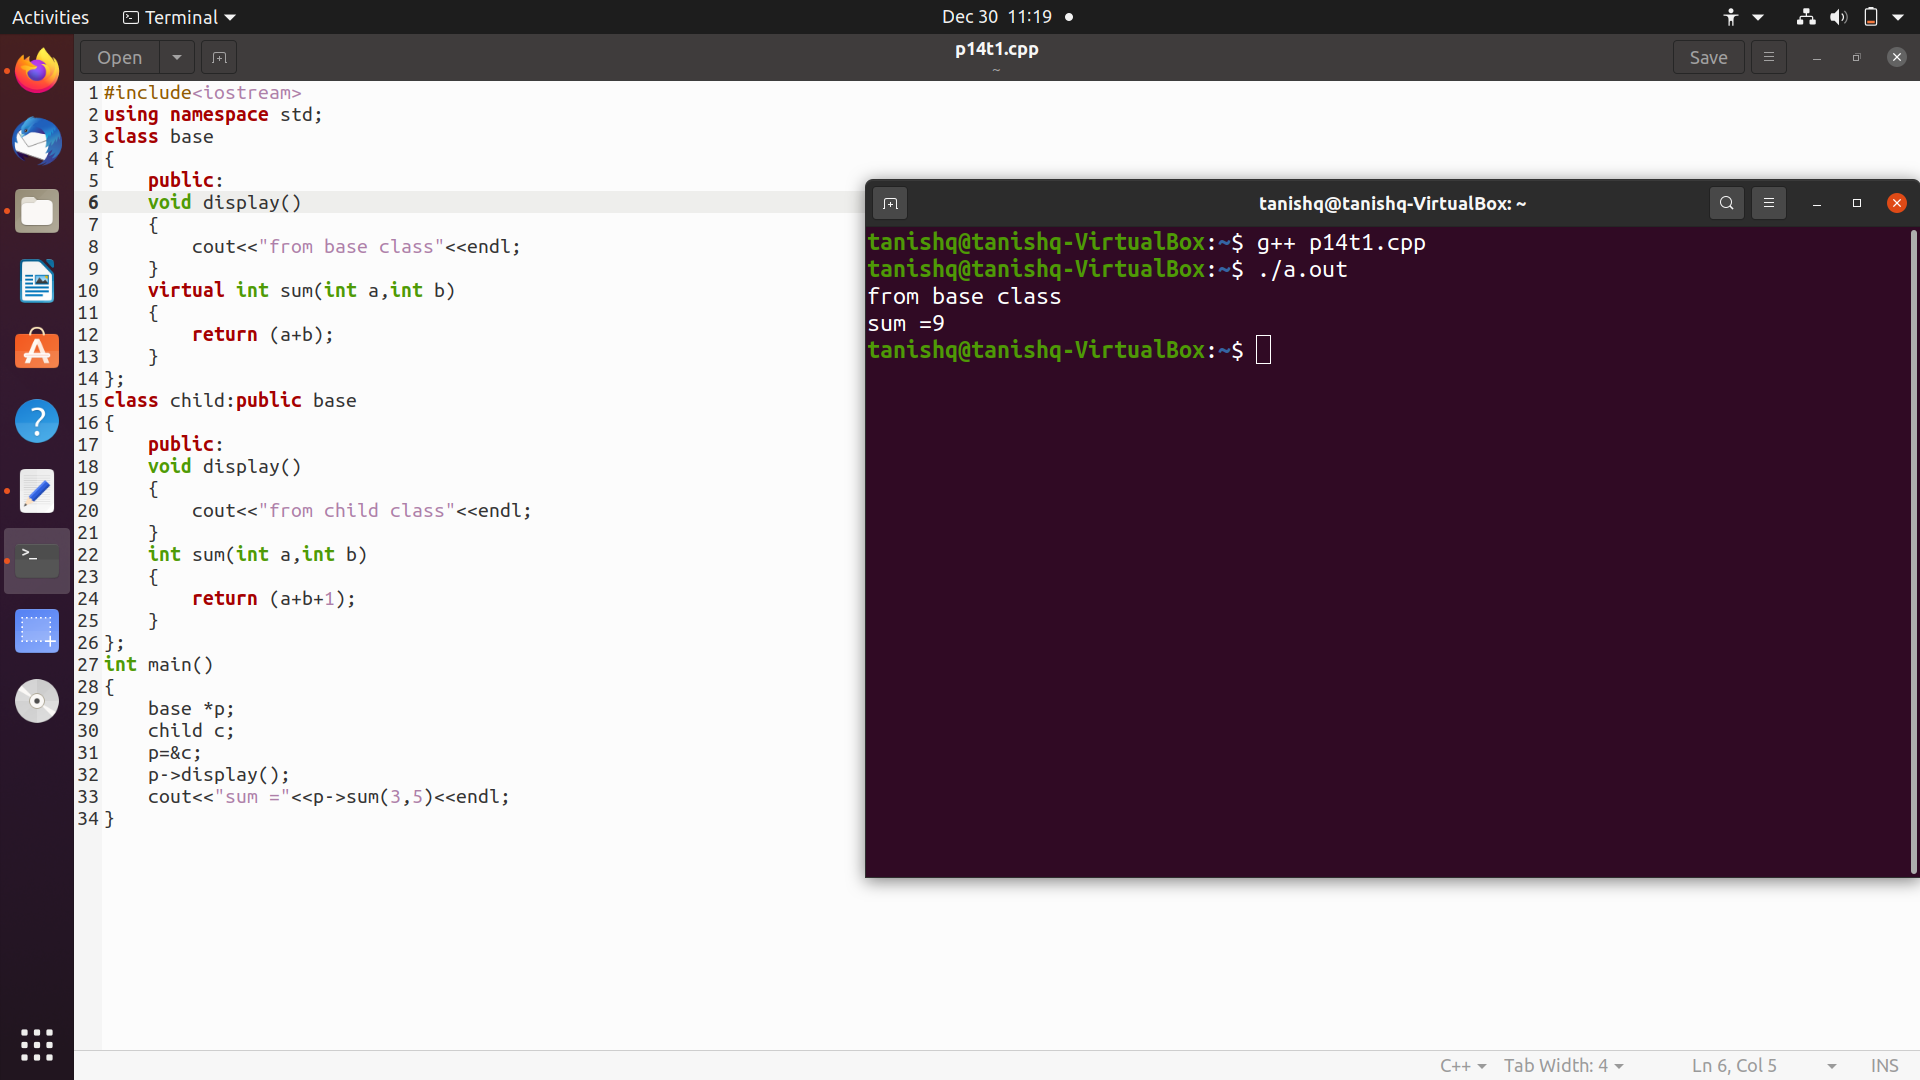 Activities
Terminal
Dec 30 11:19
Open
p14t1.cpp
~
Save
1 #include<iostream>
2 using namespace std;
3 class base
4 {
5     public:
6     void display()
7     {
8         cout<<"from base class"<<endl;
9     }
10     virtual int sum(int a,int b)
11     {
12         return (a+b);
13     }
14 };
15 class child:public base
16 {
17     public:
18     void display()
19     {
20         cout<<"from child class"<<endl;
21     }
22     int sum(int a,int b)
23     {
24         return (a+b+1);
25     }
26 };
27 int main()
28 {
29     base *p;
30     child c;
31     p=&c;
32     p->display();
33     cout<<"sum ="<<p->sum(3,5)<<endl;
34 }
tanishq@tanishq-VirtualBox: ~
tanishq@tanishq-VirtualBox:~$ g++ p14t1.cpp
tanishq@tanishq-VirtualBox:~$ ./a.out
from base class
sum =9
tanishq@tanishq-VirtualBox:~$
C++ Tab Width: 4 Ln 6, Col 5 INS